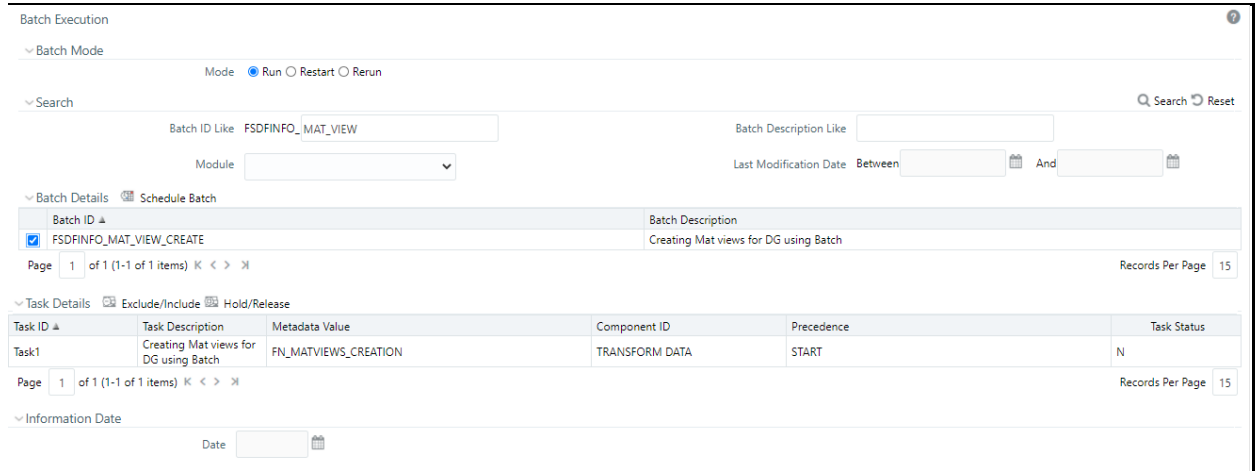 Batch Execution
Batch Mode
Mode Run Restart Rerun
Search Search Reset
Batch ID Like FSDFINFO_ MAT_VIEW Batch Description Like
Module Last Modification Date Between And
Batch Details Schedule Batch
Batch ID Batch Description
FSDFINFO_MAT_VIEW_CREATE Creating Mat views for DG using Batch
Page 1 of 1 (1-1 of 1 items) Records Per Page 15
Task Details Exclude/Include Hold/Release
Task ID Task Description Metadata Value Component ID Precedence Task Status
Task1 Creating Mat views for DG using Batch FN_MATVIEWS_CREATION TRANSFORM DATA START N
Page 1 of 1 (1-1 of 1 items) Records Per Page 15
Information Date
Date